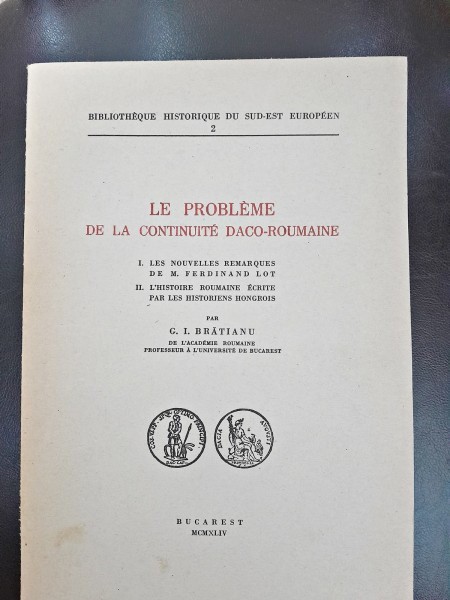 BIBLIOTHÈQUE HISTORIQUE DU SUD-EST EUROPÉEN
2
LE PROBLÈME
DE LA CONTINUITÉ DACO-ROUMAINE
I. LES NOUVELLES REMARQUES
DE M. FERDINAND LOT
II. L'HISTOIRE ROUMAINE ÉCRITE
PAR LES HISTORIENS HONGROIS
PAR
G. I. BRĂTIANU
DE L'ACADÉMIE ROUMAINE
PROFESSEUR À L'UNIVERSITÉ DE BUCAREST
DACIA AUGUSTI
BUCAREST
MCMXLIV